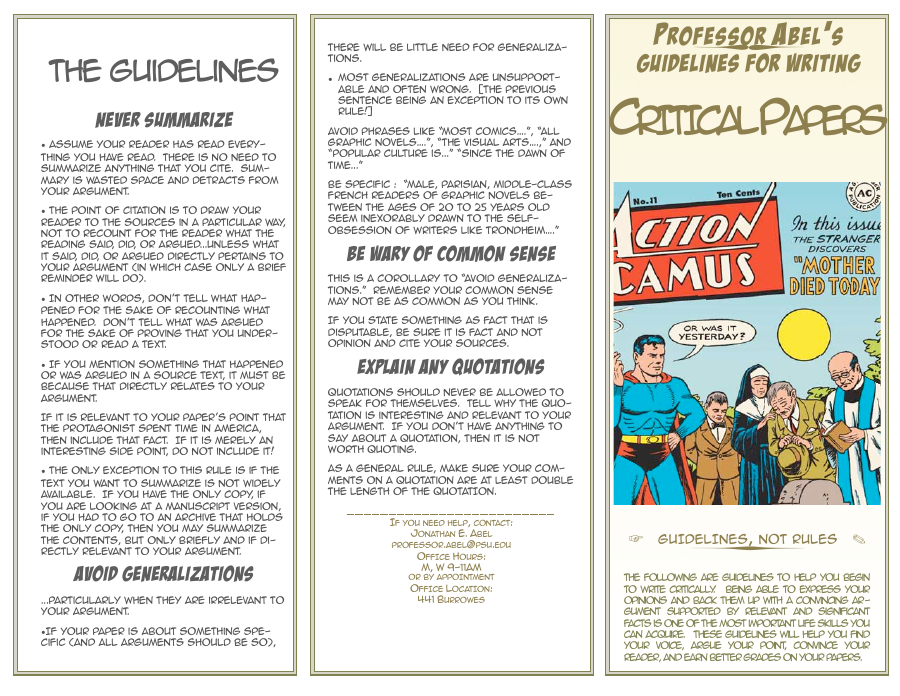 THE GUIDELINES
NEVER SUMMARIZE
• ASSUME YOUR READER HAS READ EVERY-
THING YOU HAVE READ. THERE IS NO NEED TO
SUMMARIZE ANYTHING THAT YOU CITE. SUM-
MARY IS WASTED SPACE AND DETRACTS FROM
YOUR ARGUMENT.
• THE POINT OF CITATION IS TO DRAW YOUR
READER TO THE SOURCES IN A PARTICULAR WAY,
NOT TO RECOUNT FOR THE READER WHAT THE
READING SAID, DID, OR ARGUED...UNLESS WHAT
IT SAID, DID, OR ARGUED DIRECTLY PERTAINS TO
YOUR ARGUMENT (IN WHICH CASE ONLY A BRIEF
REMINDER WILL DO).
• IN OTHER WORDS, DON'T TELL WHAT HAP-
PENED FOR THE SAKE OF RECOUNTING WHAT
HAPPENED. DON'T TELL WHAT WAS ARGUED
FOR THE SAKE OF PROVING THAT YOU UNDER-
STOOD OR READ A TEXT.
• IF YOU MENTION SOMETHING THAT HAPPENED
OR WAS ARGUED IN A SOURCE TEXT, IT MUST BE
BECAUSE THAT DIRECTLY RELATES TO YOUR
ARGUMENT.
IF IT IS RELEVANT TO YOUR PAPER'S POINT THAT
THE PROTAGONIST SPENT TIME IN AMERICA,
THEN INCLUDE THAT FACT. IF IT IS MERELY AN
INTERESTING SIDE POINT, DO NOT INCLUDE IT!
• THE ONLY EXCEPTION TO THIS RULE IS IF THE
TEXT YOU WANT TO SUMMARIZE IS NOT WIDELY
AVAILABLE. IF YOU HAVE THE ONLY COPY, IF
YOU ARE LOOKING AT A MANUSCRIPT VERSION,
IF YOU HAD TO GO TO AN ARCHIVE THAT HOLDS
THE ONLY COPY, THEN YOU MAY SUMMARIZE
THE CONTENTS, BUT ONLY BRIEFLY AND IF DI-
RECTLY RELEVANT TO YOUR ARGUMENT.
AVOID GENERALIZATIONS
...PARTICULARLY WHEN THEY ARE IRRELEVANT TO
YOUR ARGUMENT.
•IF YOUR PAPER IS ABOUT SOMETHING SPE-
CIFIC (AND ALL ARGUMENTS SHOULD BE SO),
THERE WILL BE LITTLE NEED FOR GENERALIZA-
TIONS.
• MOST GENERALIZATIONS ARE UNSUPPORT-
ABLE AND OFTEN WRONG. [THE PREVIOUS
SENTENCE BEING AN EXCEPTION TO ITS OWN
RULE!]
AVOID PHRASES LIKE "MOST COMICS....", "ALL
GRAPHIC NOVELS....", "THE VISUAL ARTS....," AND
"POPULAR CULTURE IS..." "SINCE THE DAWN OF
TIME..."
BE SPECIFIC : "MALE, PARISIAN, MIDDLE-CLASS
FRENCH READERS OF GRAPHIC NOVELS BE-
TWEEN THE AGES OF 20 TO 25 YEARS OLD
SEEM INEXORABLY DRAWN TO THE SELF-
OBSESSION OF WRITERS LIKE TRONDHEIM...."
BE WARY OF COMMON SENSE
THIS IS A COROLLARY TO "AVOID GENERALIZA-
TIONS." REMEMBER YOUR COMMON SENSE
MAY NOT BE AS COMMON AS YOU THINK.
IF YOU STATE SOMETHING AS FACT THAT IS
DISPUTABLE, BE SURE IT IS FACT AND NOT
OPINION AND CITE YOUR SOURCES.
EXPLAIN ANY QUOTATIONS
QUOTATIONS SHOULD NEVER BE ALLOWED TO
SPEAK FOR THEMSELVES. TELL WHY THE QUO-
TATION IS INTERESTING AND RELEVANT TO YOUR
ARGUMENT. IF YOU DON'T HAVE ANYTHING TO
SAY ABOUT A QUOTATION, THEN IT IS NOT
WORTH QUOTING.
AS A GENERAL RULE, MAKE SURE YOUR COM-
MENTS ON A QUOTATION ARE AT LEAST DOUBLE
THE LENGTH OF THE QUOTATION.
IF YOU NEED HELP, CONTACT:
JONATHAN E. ABEL
PROFESSOR.ABEL@PSU.EDU
OFFICE HOURS:
M, W 9-11AM
OR BY APPOINTMENT
OFFICE LOCATION:
441 BURROWES
PROFESSOR ABEL'S
GUIDELINES FOR WRITING
CRITICAL PAPERS
No.11 Ten Cents
AC
ACTION
CAMUS
In this issue
THE STRANGER
DISCOVERS
"MOTHER
DIED TODAY
OR WAS IT
YESTERDAY?
GUIDELINES, NOT RULES
THE FOLLOWING ARE GUIDELINES TO HELP YOU BEGIN
TO WRITE CRITICALLY. BEING ABLE TO EXPRESS YOUR
OPINIONS AND BACK THEM UP WITH A CONVINCING AR-
GUMENT SUPPORTED BY RELEVANT AND SIGNIFICANT
FACTS IS ONE OF THE MOST IMPORTANT LIFE SKILLS YOU
CAN ACQUIRE. THESE GUIDELINES WILL HELP YOU FIND
YOUR VOICE, ARGUE YOUR POINT, CONVINCE YOUR
READER, AND EARN BETTER GRADES ON YOUR PAPERS.